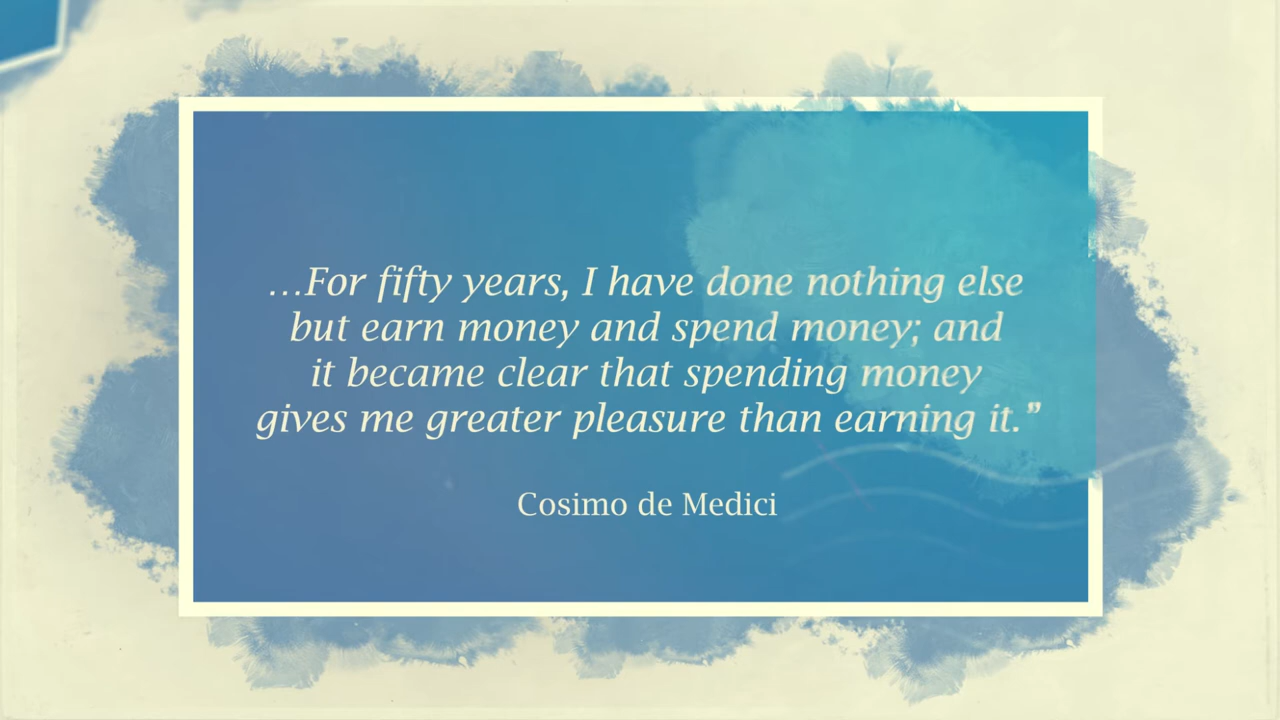 …For fifty years, I have done nothing else
but earn money and spend money; and
it became clear that spending money
gives me greater pleasure than earning it.”
Cosimo de Medici